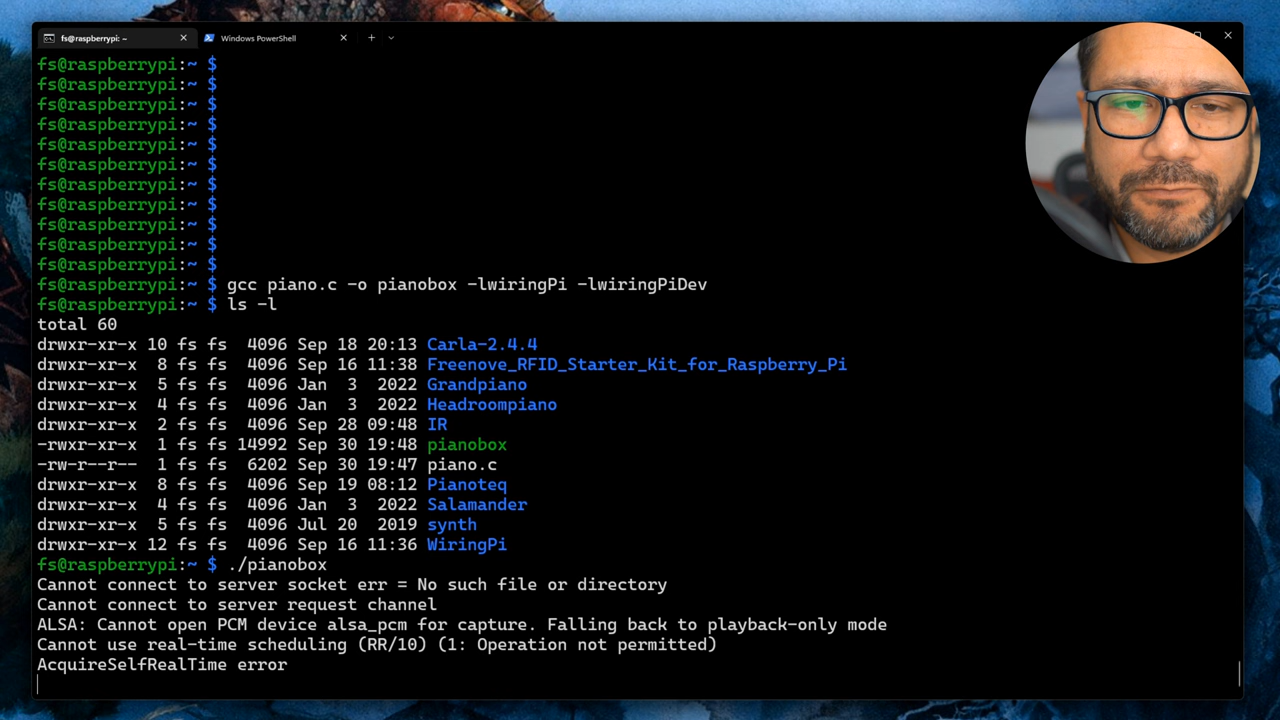 fs@raspberrypi: ~
Windows PowerShell
fs@raspberrypi:~ $
fs@raspberrypi:~ $
fs@raspberrypi:~ $
fs@raspberrypi:~ $
fs@raspberrypi:~ $
fs@raspberrypi:~ $
fs@raspberrypi:~ $
fs@raspberrypi:~ $
fs@raspberrypi:~ $
fs@raspberrypi:~ $
fs@raspberrypi:~ $
fs@raspberrypi:~ $ gcc piano.c -o pianobox -lwiringPi -lwiringPiDev
fs@raspberrypi:~ $ ls -l
total 60
drwxr-xr-x 10 fs fs  4096 Sep 18 20:13 Carla-2.4.4
drwxr-xr-x  8 fs fs  4096 Sep 16 11:38 Freenove_RFID_Starter_Kit_for_Raspberry_Pi
drwxr-xr-x  5 fs fs  4096 Jan  3  2022 Grandpiano
drwxr-xr-x  4 fs fs  4096 Jan  3  2022 Headroompiano
drwxr-xr-x  2 fs fs  4096 Sep 28 09:48 IR
-rwxr-xr-x  1 fs fs 14992 Sep 30 19:48 pianobox
-rw-r--r--  1 fs fs  6202 Sep 30 19:47 piano.c
drwxr-xr-x  8 fs fs  4096 Sep 19 08:12 Pianoteq
drwxr-xr-x  4 fs fs  4096 Jan  3  2022 Salamander
drwxr-xr-x  5 fs fs  4096 Jul 20  2019 synth
drwxr-xr-x 12 fs fs  4096 Sep 16 11:36 WiringPi
fs@raspberrypi:~ $ ./pianobox
Cannot connect to server socket err = No such file or directory
Cannot connect to server request channel
ALSA: Cannot open PCM device alsa_pcm for capture. Falling back to playback-only mode
Cannot use real-time scheduling (RR/10) (1: Operation not permitted)
AcquireSelfRealTime error